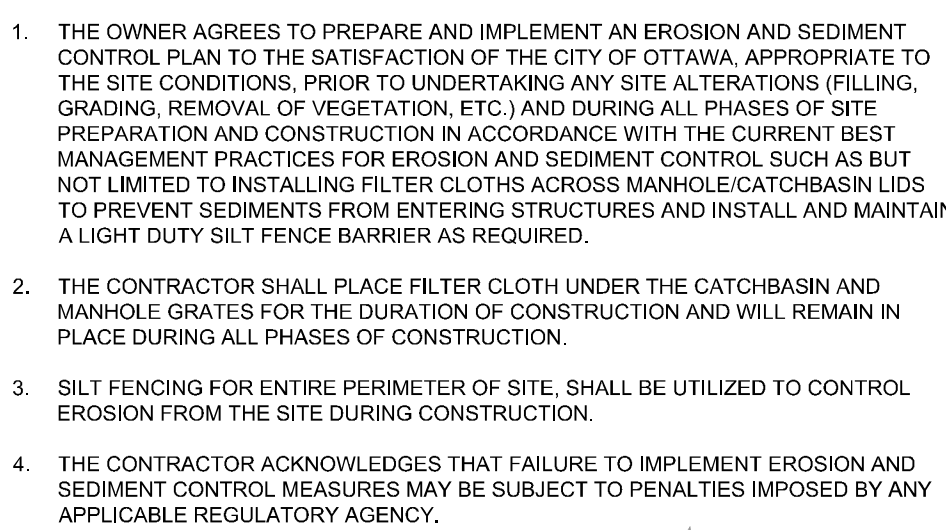 1. THE OWNER AGREES TO PREPARE AND IMPLEMENT AN EROSION AND SEDIMENT
CONTROL PLAN TO THE SATISFACTION OF THE CITY OF OTTAWA, APPROPRIATE TO
THE SITE CONDITIONS, PRIOR TO UNDERTAKING ANY SITE ALTERATIONS (FILLING,
GRADING, REMOVAL OF VEGETATION, ETC.) AND DURING ALL PHASES OF SITE
PREPARATION AND CONSTRUCTION IN ACCORDANCE WITH THE CURRENT BEST
MANAGEMENT PRACTICES FOR EROSION AND SEDIMENT CONTROL SUCH AS BUT
NOT LIMITED TO INSTALLING FILTER CLOTHS ACROSS MANHOLE/CATCHBASIN LIDS
TO PREVENT SEDIMENTS FROM ENTERING STRUCTURES AND INSTALL AND MAINTAIN
A LIGHT DUTY SILT FENCE BARRIER AS REQUIRED.
2. THE CONTRACTOR SHALL PLACE FILTER CLOTH UNDER THE CATCHBASIN AND
MANHOLE GRATES FOR THE DURATION OF CONSTRUCTION AND WILL REMAIN IN
PLACE DURING ALL PHASES OF CONSTRUCTION.
3. SILT FENCING FOR ENTIRE PERIMETER OF SITE, SHALL BE UTILIZED TO CONTROL
EROSION FROM THE SITE DURING CONSTRUCTION.
4. THE CONTRACTOR ACKNOWLEDGES THAT FAILURE TO IMPLEMENT EROSION AND
SEDIMENT CONTROL MEASURES MAY BE SUBJECT TO PENALTIES IMPOSED BY ANY
APPLICABLE REGULATORY AGENCY.